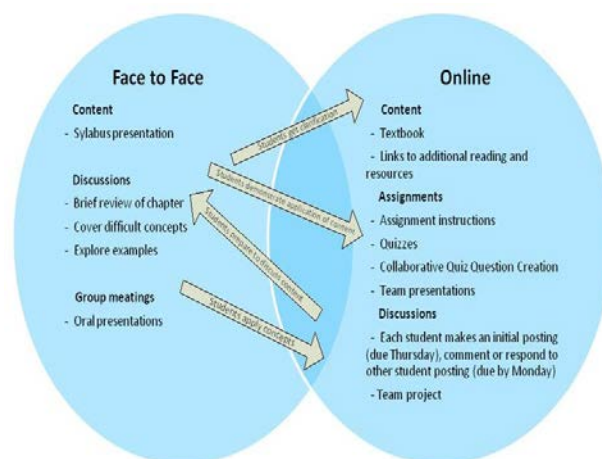 Face to Face
Content
- Sylabus presentation
Discussions
- Brief review of chapter
- Cover difficult concepts
- Explore examples
Group meatings
- Oral presentations
Students get clarification
Students demonstrate application of content
Students prepare to discuss content
Students apply concepts
Online
Content
- Textbook
- Links to additional reading and
resources
Assignments
- Assignment instructions
- Quizzes
- Collaborative Quiz Question Creation
- Team presentations
Discussions
- Each student makes an initial posting
(due Thursday), comment or respond to
other student posting (due by Monday)
- Team project